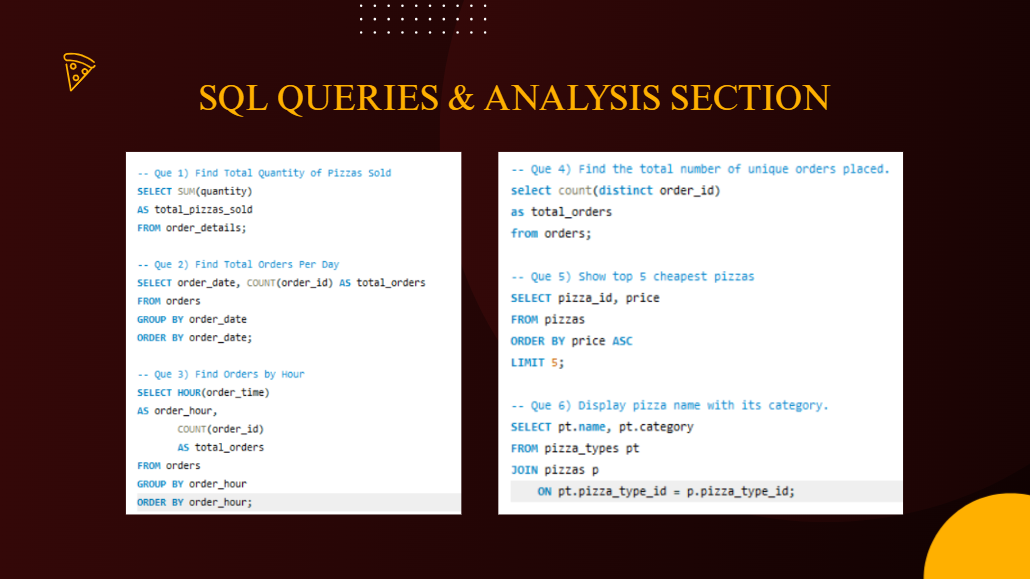 SQL QUERIES & ANALYSIS SECTION
-- Que 1) Find Total Quantity of Pizzas Sold
SELECT SUM(quantity)
AS total_pizzas_sold
FROM order_details;
-- Que 2) Find Total Orders Per Day
SELECT order_date, COUNT(order_id) AS total_orders
FROM orders
GROUP BY order_date
ORDER BY order_date;
-- Que 3) Find Orders by Hour
SELECT HOUR(order_time)
AS order_hour,
COUNT(order_id)
AS total_orders
FROM orders
GROUP BY order_hour
ORDER BY order_hour;
-- Que 4) Find the total number of unique orders placed.
select count(distinct order_id)
as total_orders
from orders;
-- Que 5) Show top 5 cheapest pizzas
SELECT pizza_id, price
FROM pizzas
ORDER BY price ASC
LIMIT 5;
-- Que 6) Display pizza name with its category.
SELECT pt.name, pt.category
FROM pizza_types pt
JOIN pizzas p
ON pt.pizza_type_id = p.pizza_type_id;